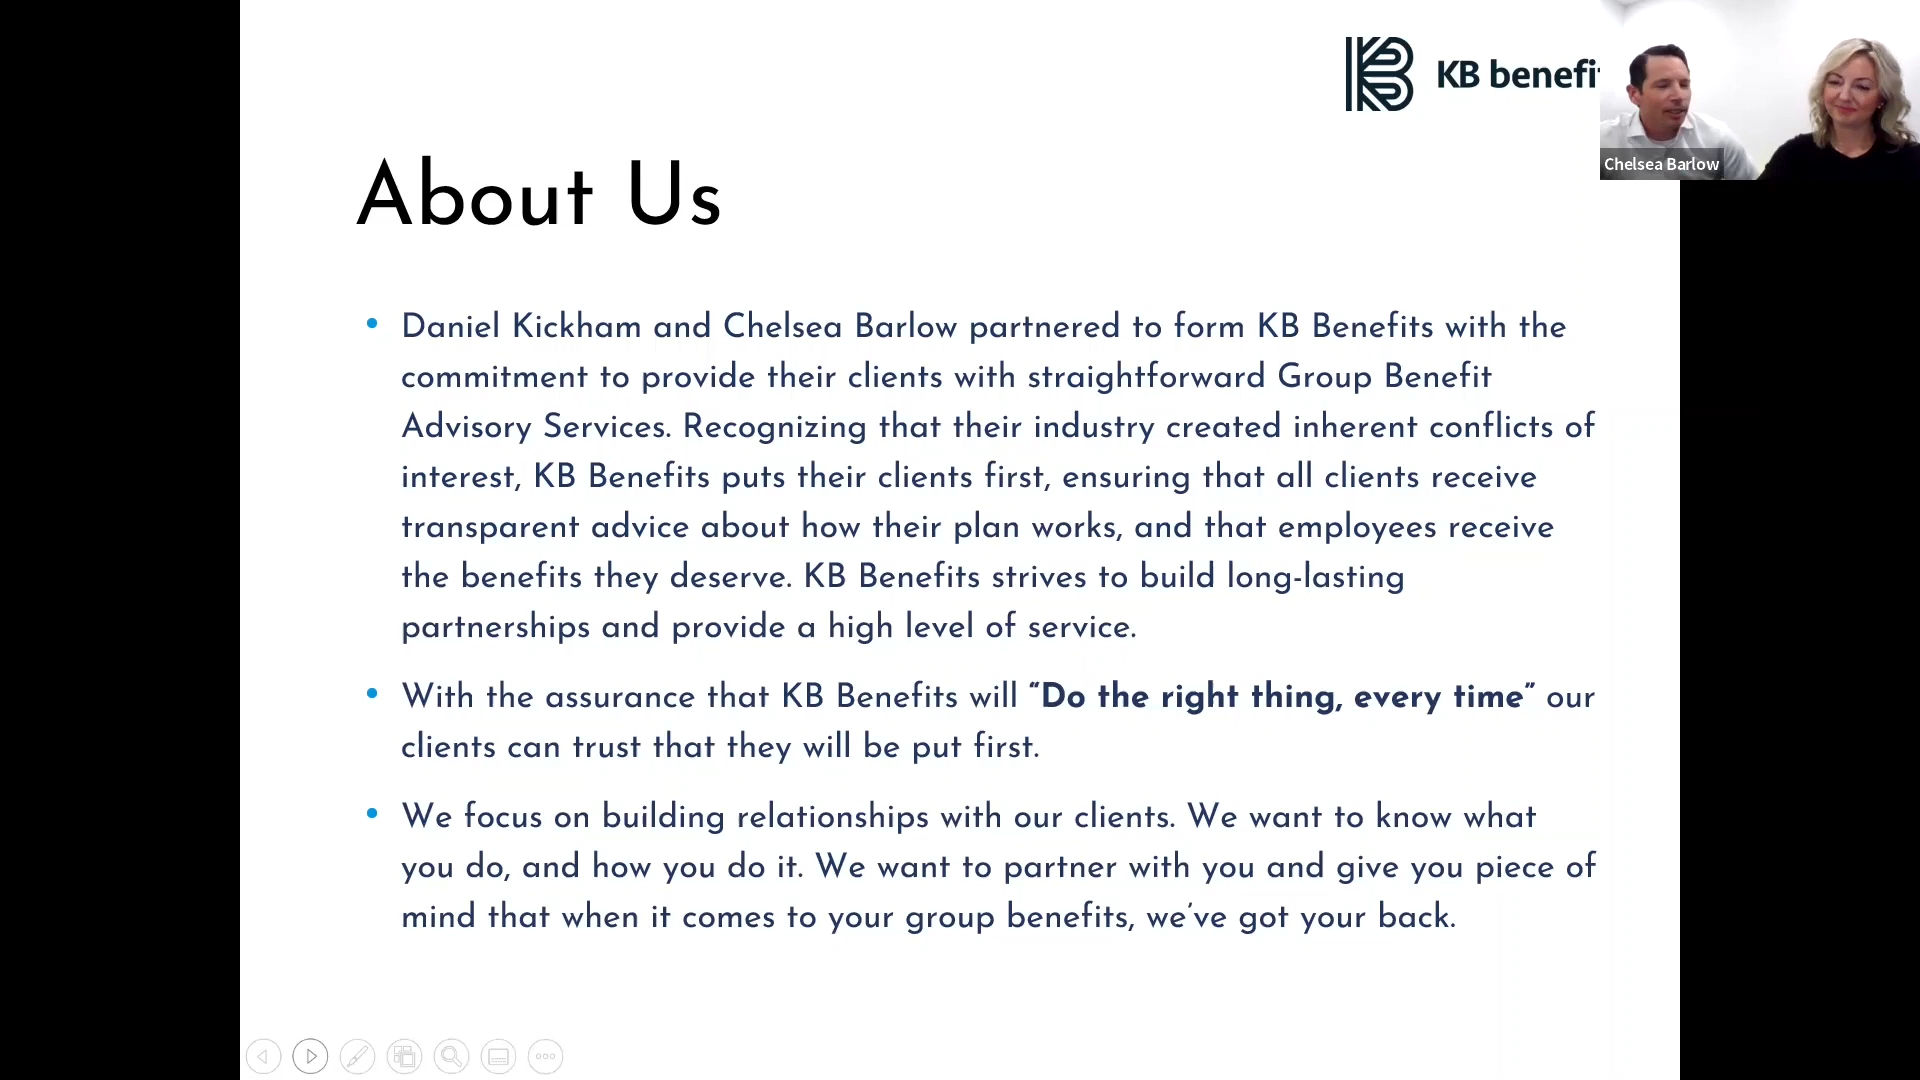 KB benefi
Chelsea Barlow
About Us
• Daniel Kickham and Chelsea Barlow partnered to form KB Benefits with the
commitment to provide their clients with straightforward Group Benefit
Advisory Services. Recognizing that their industry created inherent conflicts of
interest, KB Benefits puts their clients first, ensuring that all clients receive
transparent advice about how their plan works, and that employees receive
the benefits they deserve. KB Benefits strives to build long-lasting
partnerships and provide a high level of service.
• With the assurance that KB Benefits will “Do the right thing, every time” our
clients can trust that they will be put first.
• We focus on building relationships with our clients. We want to know what
you do, and how you do it. We want to partner with you and give you piece of
mind that when it comes to your group benefits, we’ve got your back.